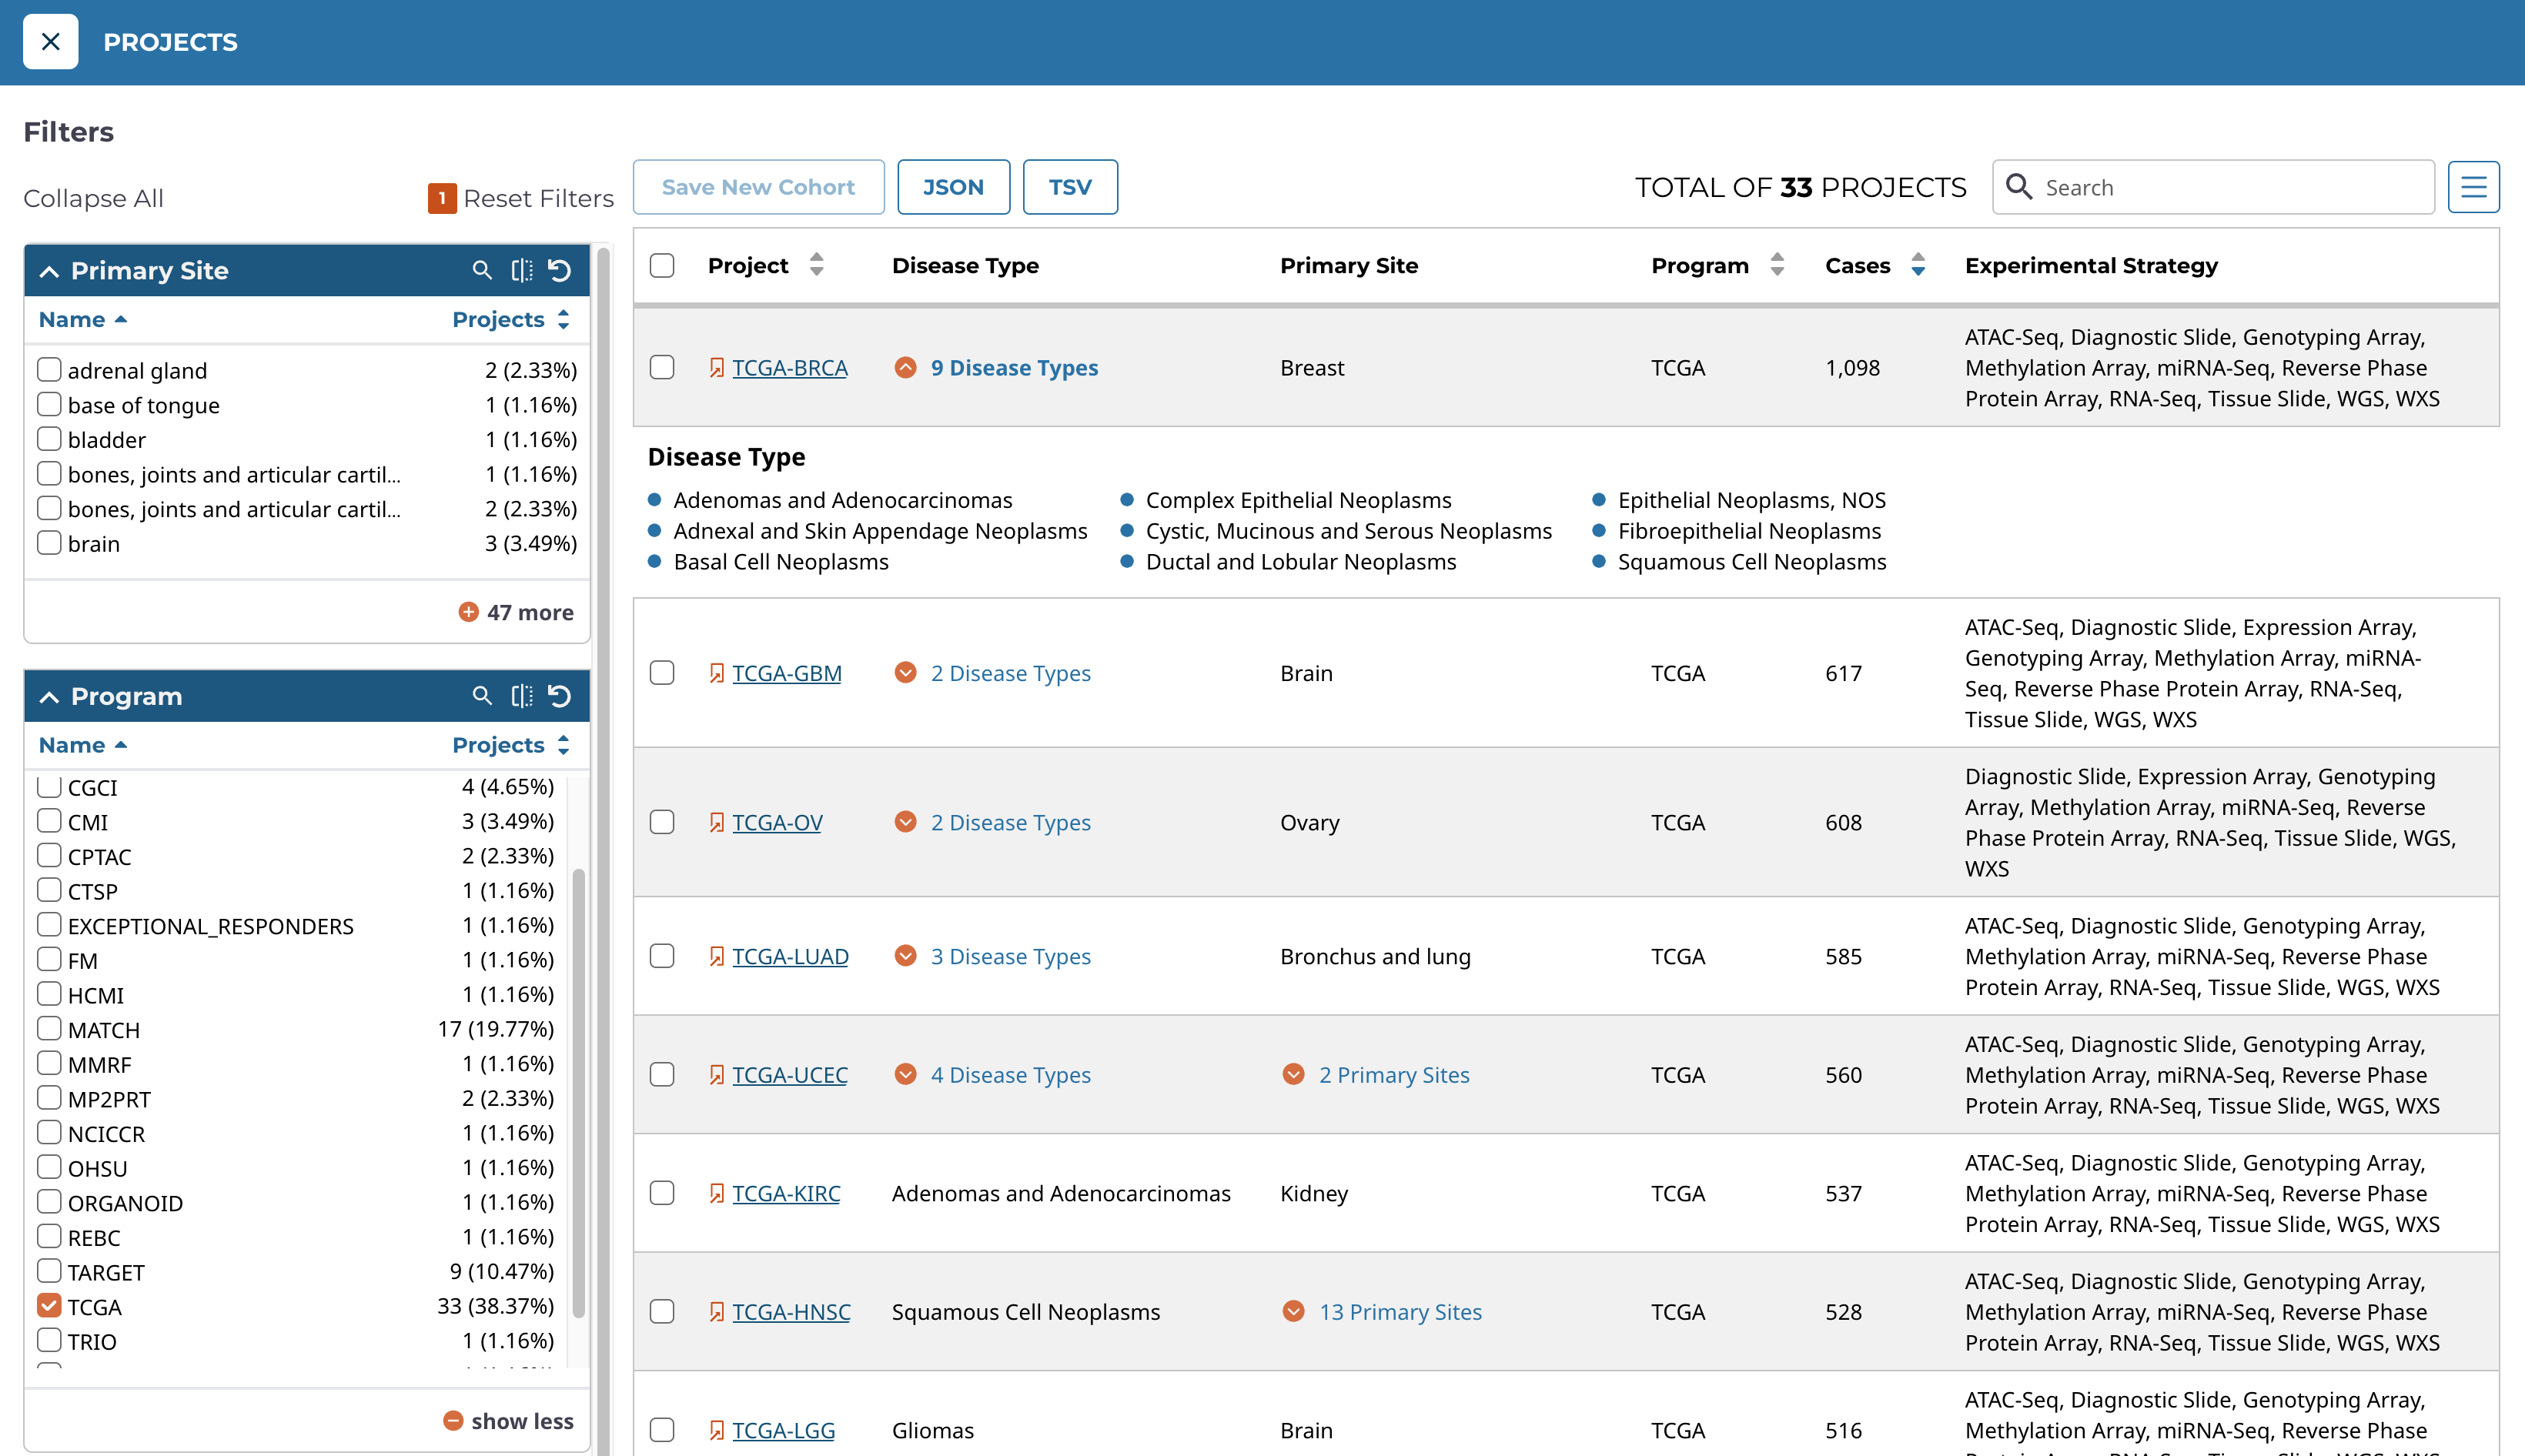 PROJECTS
Filters
Collapse All
1 Reset Filters
Primary Site
Name Projects
adrenal gland 2 (2.33%)
base of tongue 1 (1.16%)
bladder 1 (1.16%)
bones, joints and articular cartil... 1 (1.16%)
bones, joints and articular cartil... 2 (2.33%)
brain 3 (3.49%)
47 more
Program
Name Projects
CGCI 4 (4.65%)
CMI 3 (3.49%)
CPTAC 2 (2.33%)
CTSP 1 (1.16%)
EXCEPTIONAL_RESPONDERS 1 (1.16%)
FM 1 (1.16%)
HCMI 1 (1.16%)
MATCH 17 (19.77%)
MMRF 1 (1.16%)
MP2PRT 2 (2.33%)
NCICCR 1 (1.16%)
OHSU 1 (1.16%)
ORGANOID 1 (1.16%)
REBC 1 (1.16%)
TARGET 9 (10.47%)
TCGA 33 (38.37%)
TRIO 1 (1.16%)
show less
Save New Cohort JSON TSV
TOTAL OF 33 PROJECTS
Search
Project Disease Type Primary Site Program Cases Experimental Strategy
TCGA-BRCA 9 Disease Types Breast TCGA 1,098
ATAC-Seq, Diagnostic Slide, Genotyping Array,
Methylation Array, miRNA-Seq, Reverse Phase
Protein Array, RNA-Seq, Tissue Slide, WGS, WXS
Disease Type
Adenomas and Adenocarcinomas
Adnexal and Skin Appendage Neoplasms
Basal Cell Neoplasms
Complex Epithelial Neoplasms
Cystic, Mucinous and Serous Neoplasms
Ductal and Lobular Neoplasms
Epithelial Neoplasms, NOS
Fibroepithelial Neoplasms
Squamous Cell Neoplasms
TCGA-GBM 2 Disease Types Brain TCGA 617
ATAC-Seq, Diagnostic Slide, Expression Array,
Genotyping Array, Methylation Array, miRNA-
Seq, Reverse Phase Protein Array, RNA-Seq,
Tissue Slide, WGS, WXS
TCGA-OV 2 Disease Types Ovary TCGA 608
Diagnostic Slide, Expression Array, Genotyping
Array, Methylation Array, miRNA-Seq, Reverse
Phase Protein Array, RNA-Seq, Tissue Slide, WGS,
WXS
TCGA-LUAD 3 Disease Types Bronchus and lung TCGA 585
ATAC-Seq, Diagnostic Slide, Genotyping Array,
Methylation Array, miRNA-Seq, Reverse Phase
Protein Array, RNA-Seq, Tissue Slide, WGS, WXS
TCGA-UCEC 4 Disease Types 2 Primary Sites TCGA 560
ATAC-Seq, Diagnostic Slide, Genotyping Array,
Methylation Array, miRNA-Seq, Reverse Phase
Protein Array, RNA-Seq, Tissue Slide, WGS, WXS
TCGA-KIRC Adenomas and Adenocarcinomas Kidney TCGA 537
ATAC-Seq, Diagnostic Slide, Genotyping Array,
Methylation Array, miRNA-Seq, Reverse Phase
Protein Array, RNA-Seq, Tissue Slide, WGS, WXS
TCGA-HNSC Squamous Cell Neoplasms 13 Primary Sites TCGA 528
ATAC-Seq, Diagnostic Slide, Genotyping Array,
Methylation Array, miRNA-Seq, Reverse Phase
Protein Array, RNA-Seq, Tissue Slide, WGS, WXS
TCGA-LGG Gliomas Brain TCGA 516
ATAC-Seq, Diagnostic Slide, Genotyping Array,
Methylation Array, miRNA-Seq, Reverse Phase